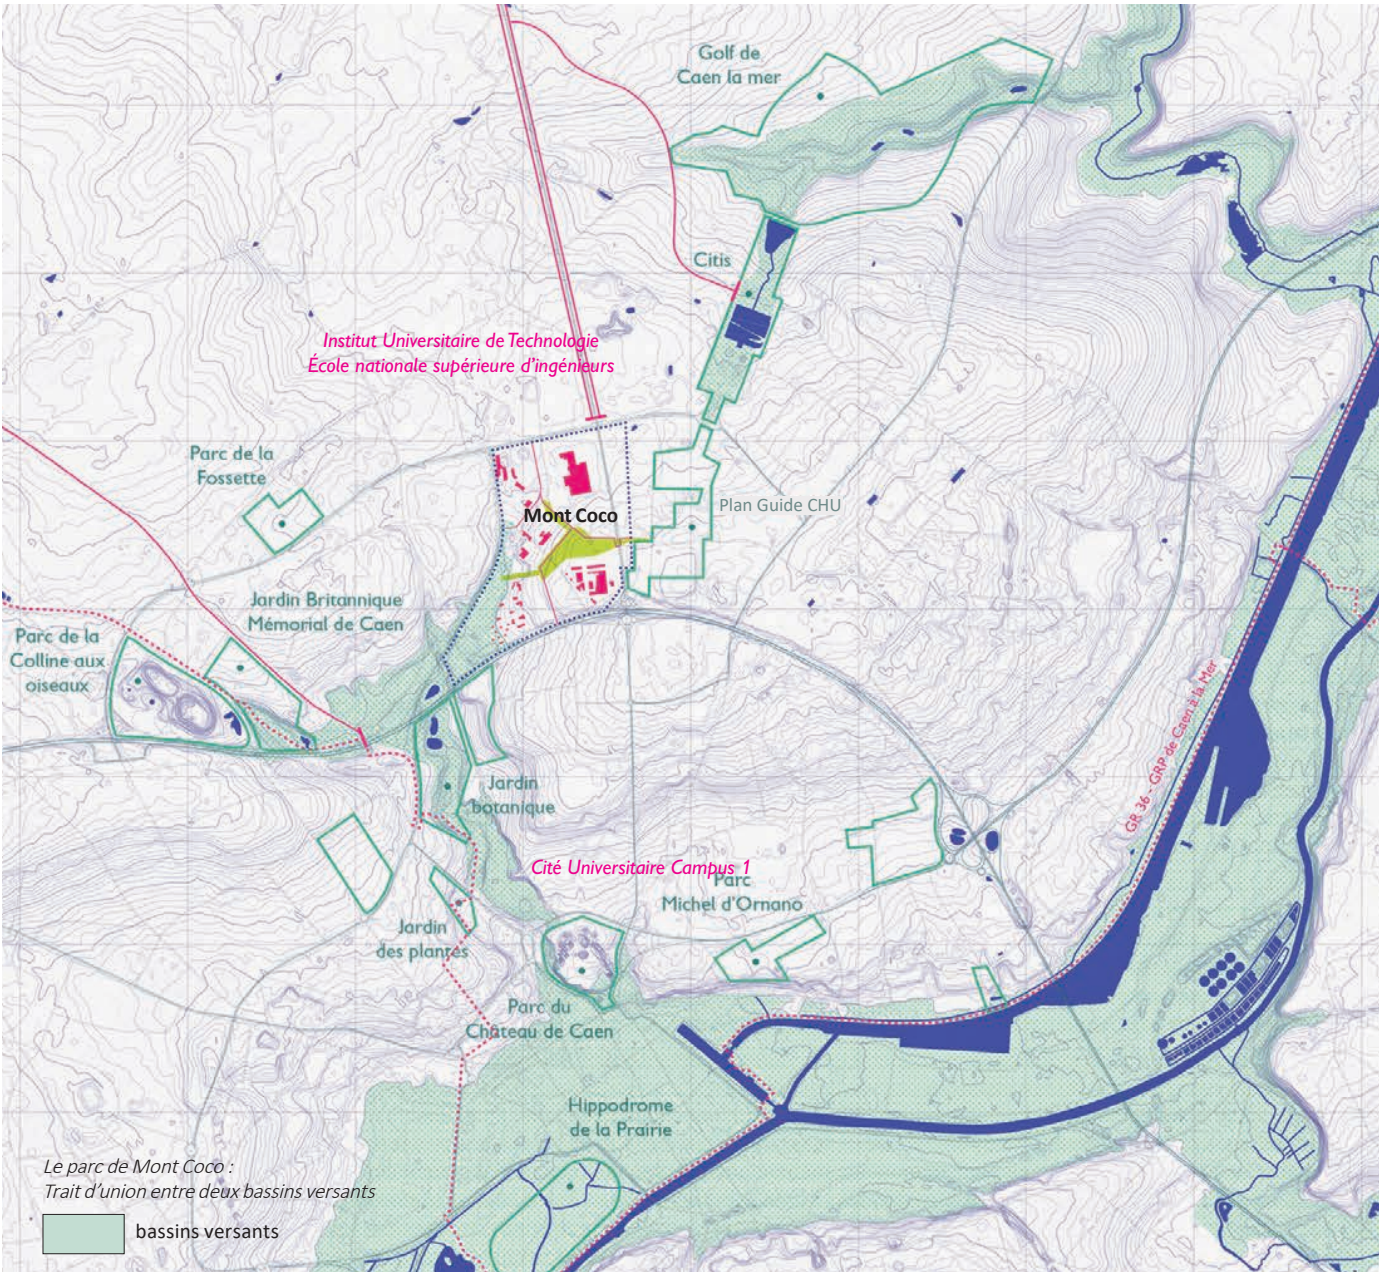 Golf de
Caen la mer
Citis
Institut Universitaire de Technologie
École nationale supérieure d'ingénieurs
Parc de la
Fossette
Plan Guide CHU
Mont Coco
Jardin Britannique
Mémorial de Caen
Parc de la
Colline aux
oiseaux
GR 36 - GRP de Caen à la Mer
Jardin
botanique
Cité Universitaire Campus 1
Parc
Michel d'Ornano
Jardin
des plantes
Parc du
Château de Caen
Hippodrome
de la Prairie
Le parc de Mont Coco :
Trait d'union entre deux bassins versants
bassins versants